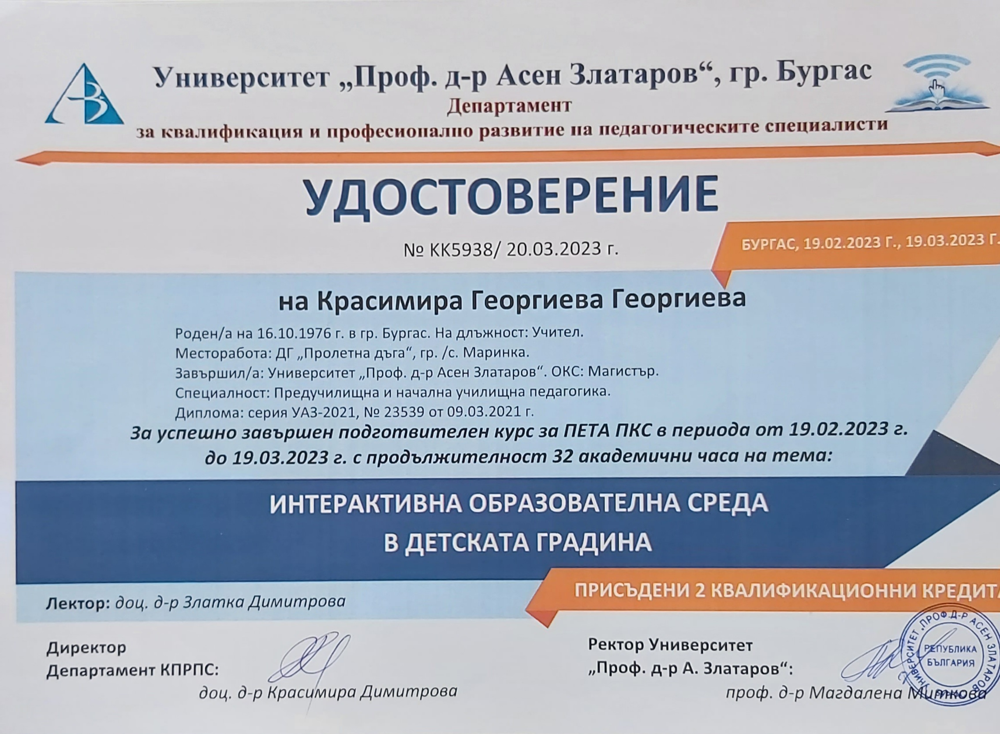 Университет „Проф. д-р Асен Златаров“, гр. Бургас
Департамент
за квалификация и професионално развитие на педагогическите специалисти
УДОСТОВЕРЕНИЕ
№ КК5938/ 20.03.2023 г.
БУРГАС, 19.02.2023 Г., 19.03.2023 Г.
на Красимира Георгиева Георгиева
Роден/а на 16.10.1976 г. в гр. Бургас. На длъжност: Учител.
Месторабота: ДГ „Пролетна дъга“, гр. /с. Маринка.
Завършил/а: Университет „Проф. д-р Асен Златаров“. ОКС: Магистър.
Специалност: Предучилищна и начална училищна педагогика.
Диплома: серия УАЗ-2021, № 23539 от 09.03.2021 г.
За успешно завършен подготвителен курс за ПЕТА ПКС в периода от 19.02.2023 г.
до 19.03.2023 г. с продължителност 32 академични часа на тема:
ИНТЕРАКТИВНА ОБРАЗОВАТЕЛНА СРЕДА
В ДЕТСКАТА ГРАДИНА
ПРИСЪДЕНИ 2 КВАЛИФИКАЦИОННИ КРЕДИТ
Лектор: доц. д-р Златка Димитрова
Директор
Департамент КПРПС:
доц. д-р Красимира Димитрова
Ректор Университет
„Проф. д-р А. Златаров“:
проф. д-р Магдалена Миткова
УНИВЕРСИТЕТ „ПРОФ. Д-Р АСЕН ЗЛАТАРОВ
РЕПУБЛИКА
БЪЛГАРИЯ